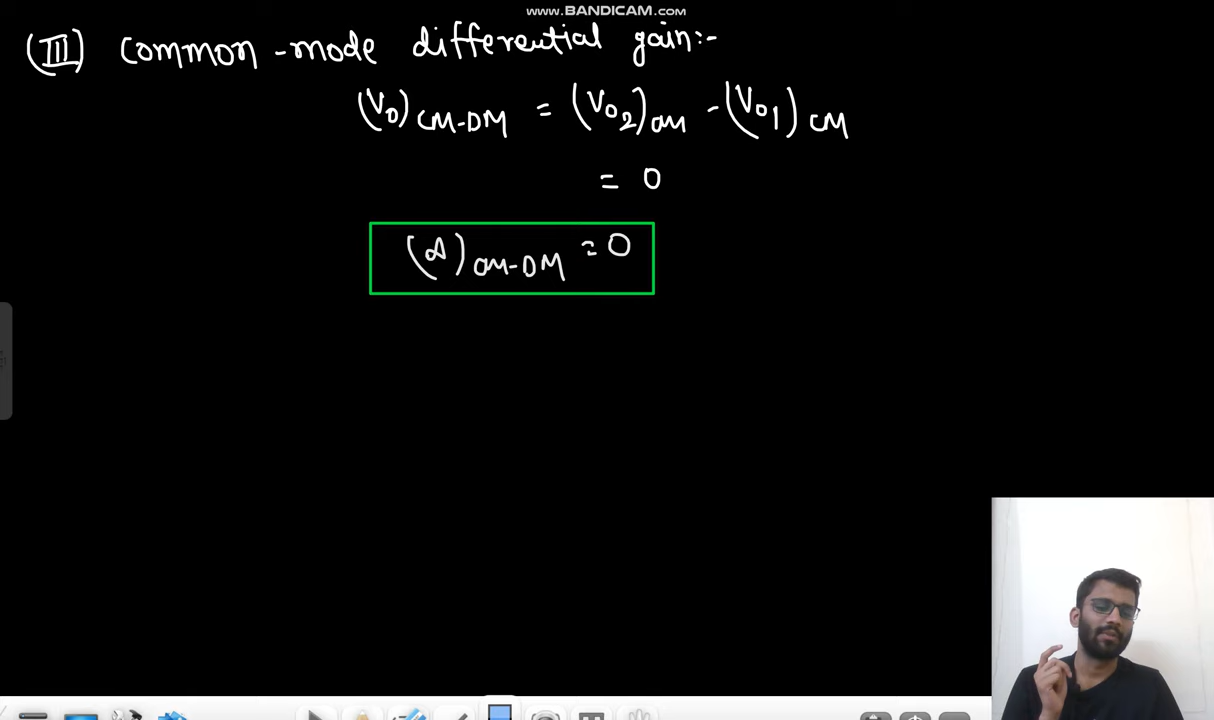 WWW.BANDICAM.COM
(III) Common-mode differential gain:-
(V0)CM-DM = (V02)CM - (V01)CM
= 0
(A)CM-DM = 0